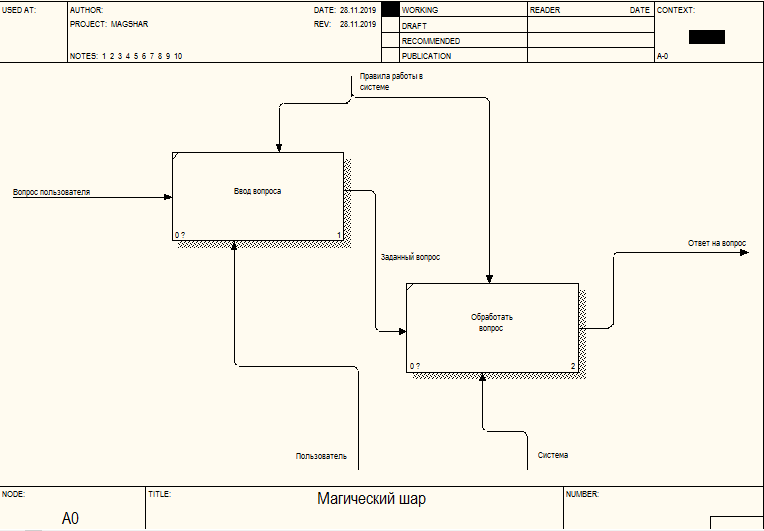 USED AT:
AUTHOR:
DATE: 28.11.2019
WORKING
READER
DATE
CONTEXT:
PROJECT: MAGSHAR
REV: 28.11.2019
DRAFT
RECOMMENDED
NOTES: 1 2 3 4 5 6 7 8 9 10
PUBLICATION
A-0
Правила работы в
системе
Вопрос пользователя
Ввод вопроса
0 ?
1
Заданный вопрос
Ответ на вопрос
Обработать
вопрос
0 ?
2
Пользователь
Система
NODE:
TITLE:
NUMBER:
A0
Магический шар